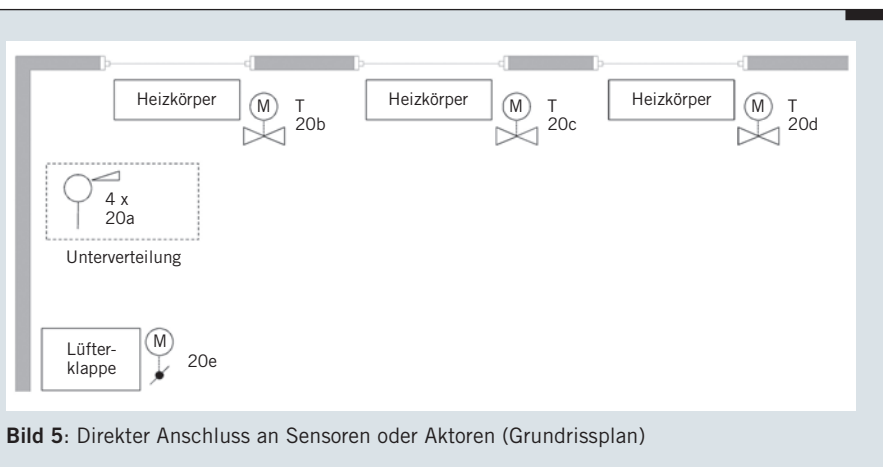 Heizkörper
M
T
20b
Heizkörper
M
T
20c
Heizkörper
M
T
20d
4 x
20a
Unterverteilung
Lüfter-
klappe
M
20e
Bild 5: Direkter Anschluss an Sensoren oder Aktoren (Grundrissplan)